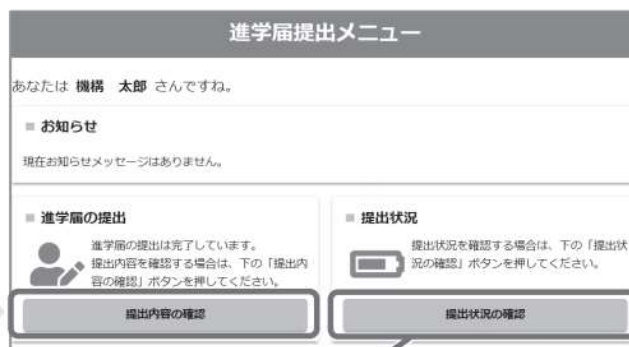 進学届提出メニュー
あなたは 機構 太郎 さんですね。
お知らせ
現在お知らせメッセージはありません。
進学届の提出
進学届の提出は完了しています。
提出内容を確認する場合は、下の「提出内
容の確認」ボタンを押してください。
提出内容の確認
提出状況
提出状況を確認する場合は、下の「提出状
況の確認」ボタンを押してください。
提出状況の確認